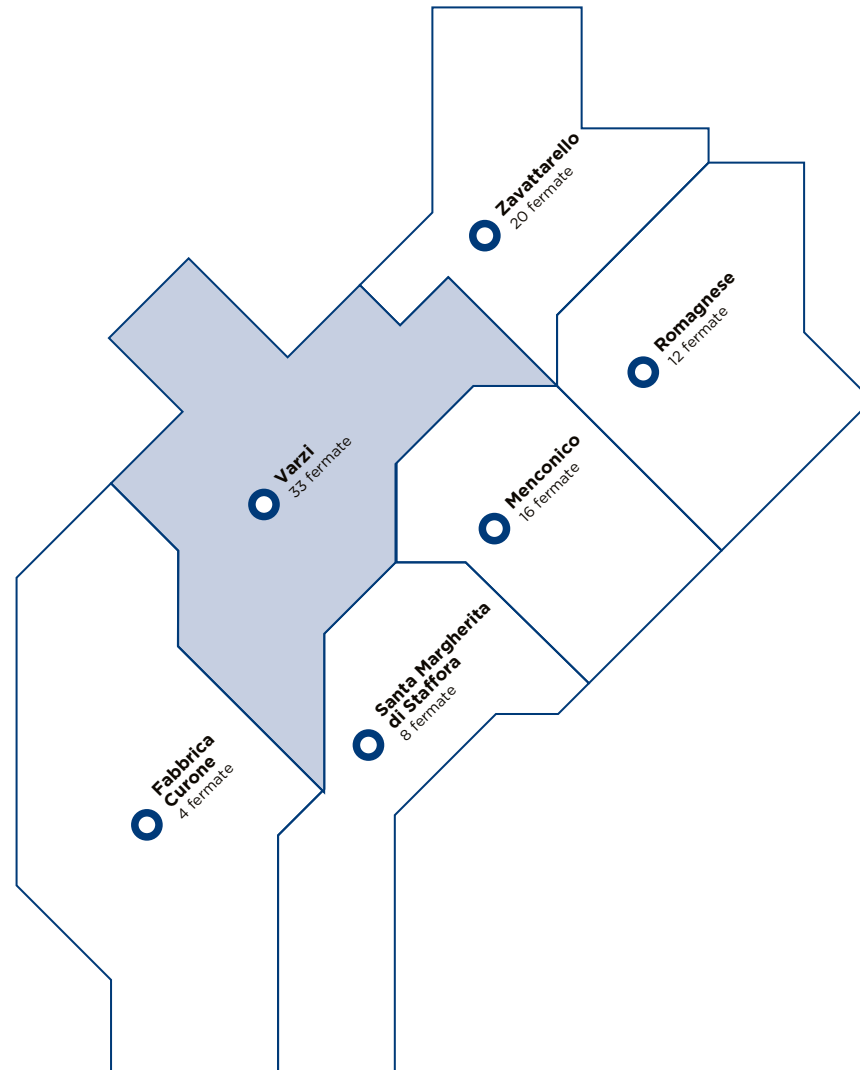 Zavattarello
20 fermate
Romagnese
12 fermate
Varzi
33 fermate
Menconico
16 fermate
Santa Margherita
di Staffora
8 fermate
Fabbrica
Curone
4 fermate